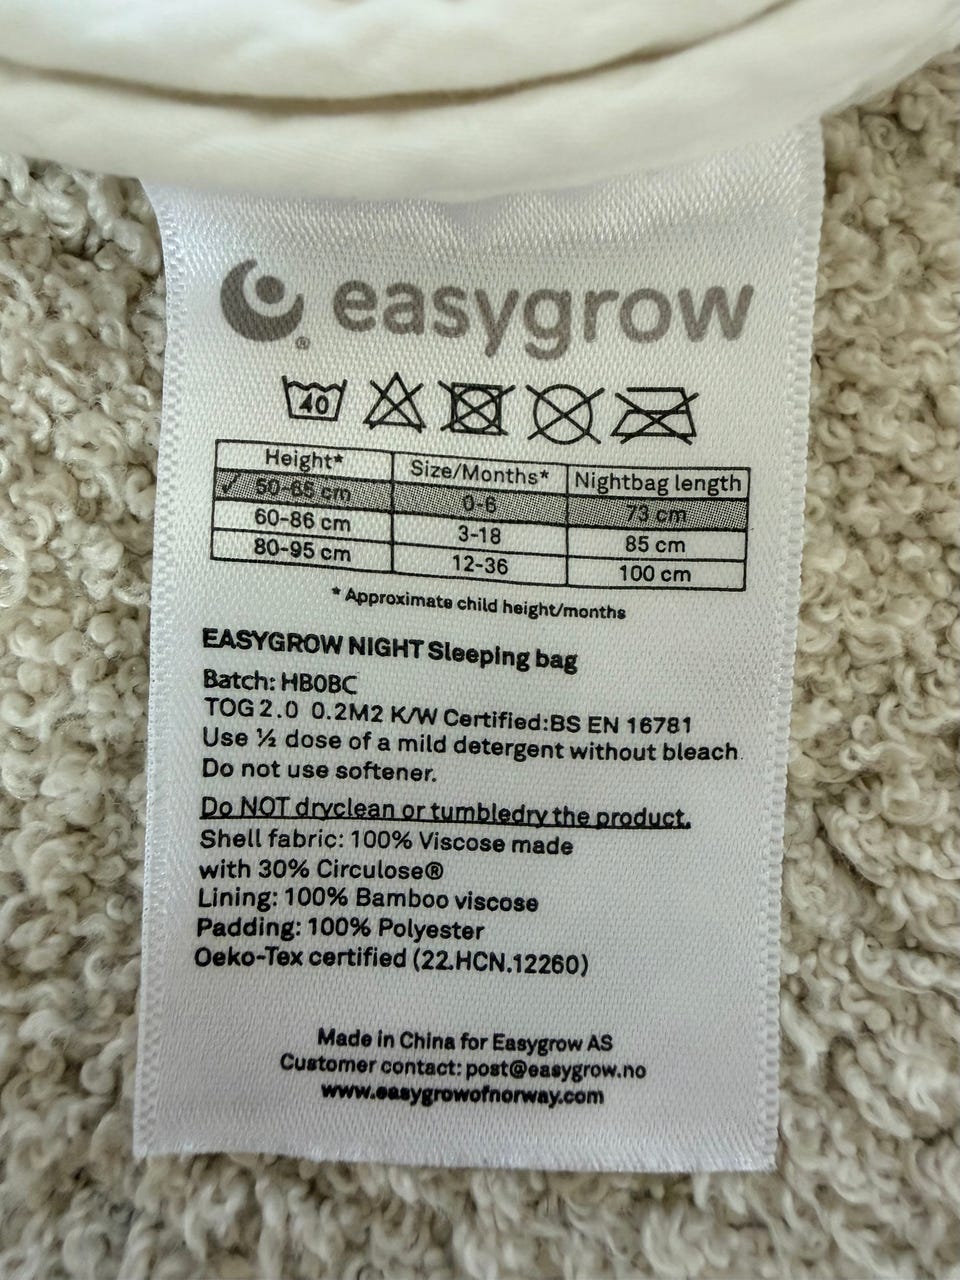 easygrow
®
40
Height* Size/Months* Nightbag length
✓ 50-65 cm 0-6 73 cm
60-86 cm 3-18 85 cm
80-95 cm 12-36 100 cm
* Approximate child height/months
EASYGROW NIGHT Sleeping bag
Batch: HB0BC
TOG 2.0 0.2M2 K/W Certified:BS EN 16781
Use ½ dose of a mild detergent without bleach.
Do not use softener.
Do NOT dryclean or tumbledry the product.
Shell fabric: 100% Viscose made
with 30% Circulose®
Lining: 100% Bamboo viscose
Padding: 100% Polyester
Oeko-Tex certified (22.HCN.12260)
Made in China for Easygrow AS
Customer contact: post@easygrow.no
www.easygrowofnorway.com